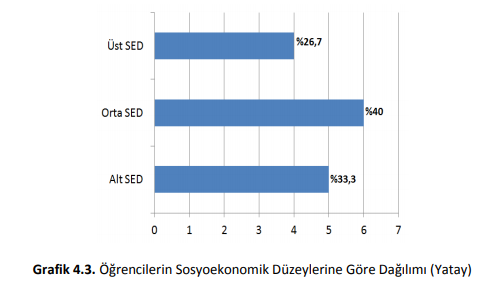 Üst SED
%26,7
Orta SED
%40
Alt SED
%33,3
0 1 2 3 4 5 6 7
Grafik 4.3. Öğrencilerin Sosyoekonomik Düzeylerine Göre Dağılımı (Yatay)